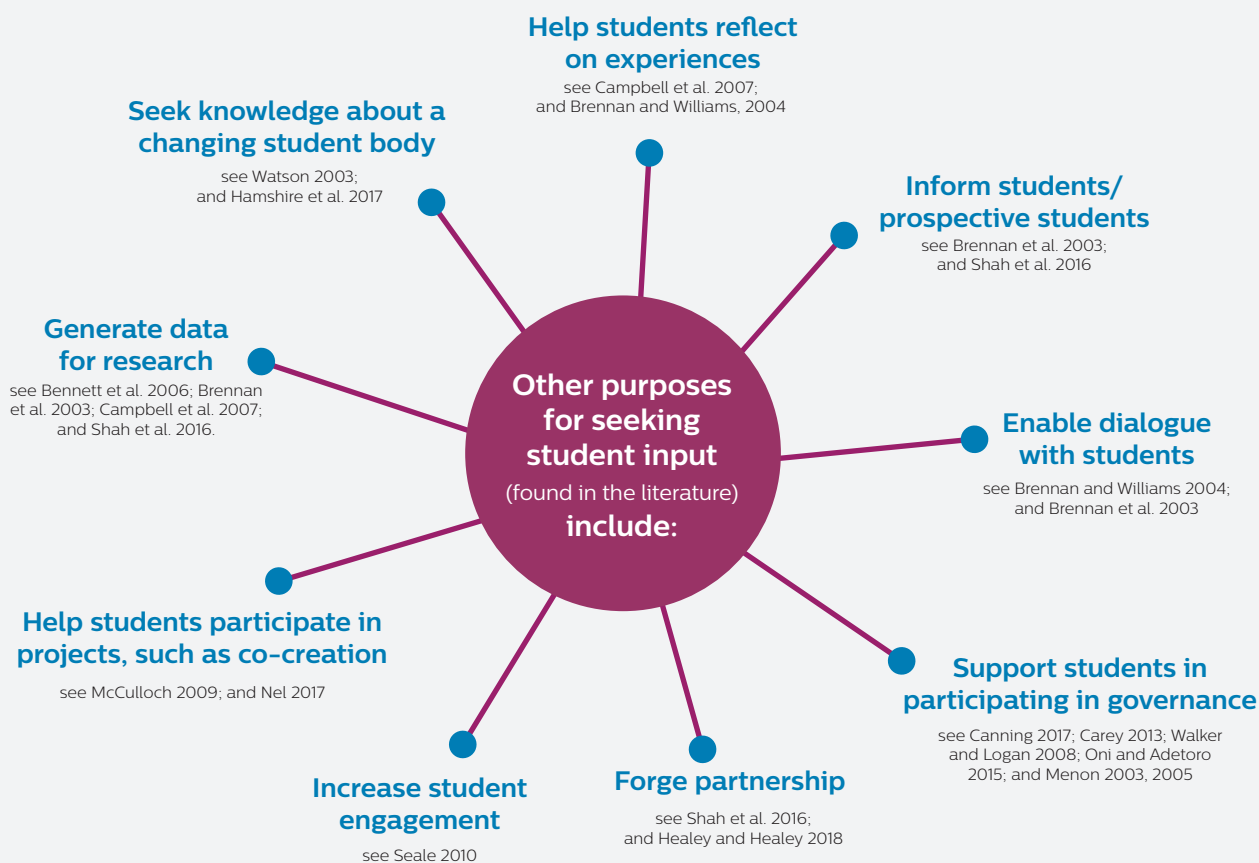 Help students reflect
on experiences
see Campbell et al. 2007;
and Brennan and Williams, 2004
Seek knowledge about a
changing student body
see Watson 2003;
and Hamshire et al. 2017
Inform students/
prospective students
see Brennan et al. 2003;
and Shah et al. 2016
Generate data
for research
see Bennett et al. 2006; Brennan
et al. 2003; Campbell et al. 2007;
and Shah et al. 2016.
Other purposes
for seeking
student input
(found in the literature)
include:
Enable dialogue
with students
see Brennan and Williams 2004;
and Brennan et al. 2003
Help students participate in
projects, such as co-creation
see McCulloch 2009; and Nel 2017
Support students in
participating in governance
see Canning 2017; Carey 2013; Walker
and Logan 2008; Oni and Adetoro
2015; and Menon 2003, 2005
Increase student
engagement
see Seale 2010
Forge partnership
see Shah et al. 2016;
and Healey and Healey 2018